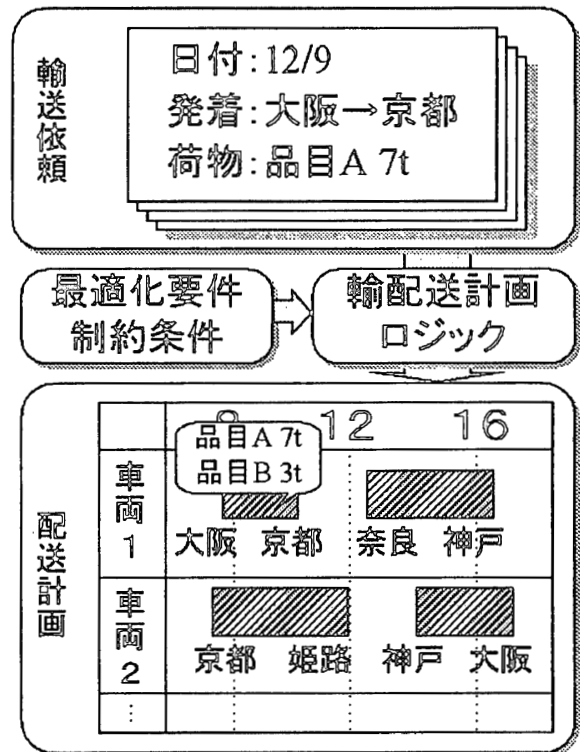 輸送依頼
日付:12/9
発着:大阪→京都
荷物:品目A 7t
最適化要件
制約条件
輸配送計画
ロジック
配送計画
12 16
品目A 7t
品目B 3t
車両1
大阪 京都 奈良 神戸
車両2
京都 姫路 神戸 大阪
⋮